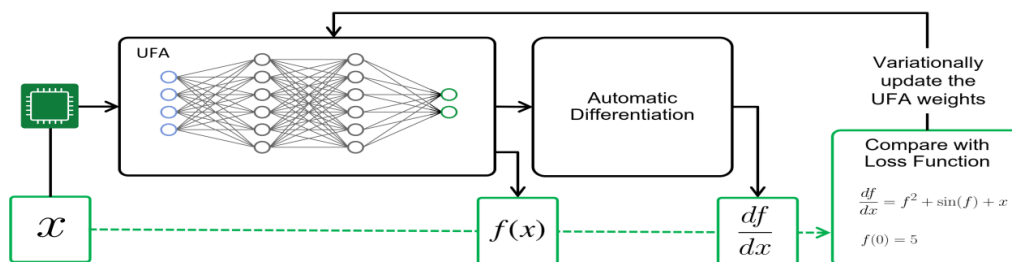 UFA
Automatic
Differentiation
Variationally
update the
UFA weights
Compare with
Loss Function
df/dx = f² + sin(f) + x
f(0) = 5
x
f(x)
df/dx